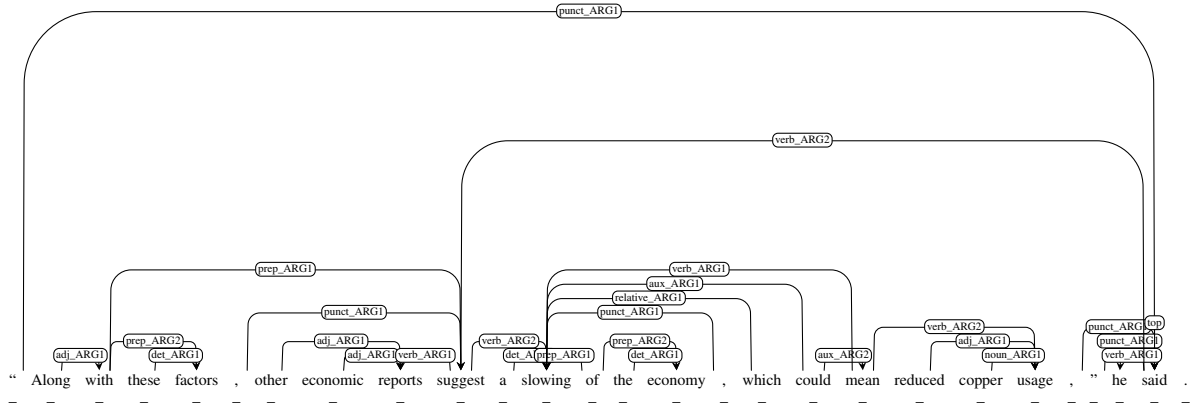 punct_ARG1
verb_ARG2
prep_ARG1 verb_ARG1
aux_ARG1
relative_ARG1
punct_ARG1 punct_ARG1
top
verb_ARG2 punct_ARG1
prep_ARG2 adj_ARG1 verb_ARG2 prep_ARG2 adj_ARG1 punct_ARG1
adj_ARG1 det_ARG1 adj_ARG1 verb_ARG1 det_A prep_ARG1 det_ARG1 aux_ARG2 noun_ARG1 verb_ARG1
“ Along with these factors , other economic reports suggest a slowing of the economy , which could mean reduced copper usage , ” he said .
_ _ _ _ _ _ _ _ _ _ _ _ _ _ _ _ _ _ _ _ _ _ _ _ _ _ _